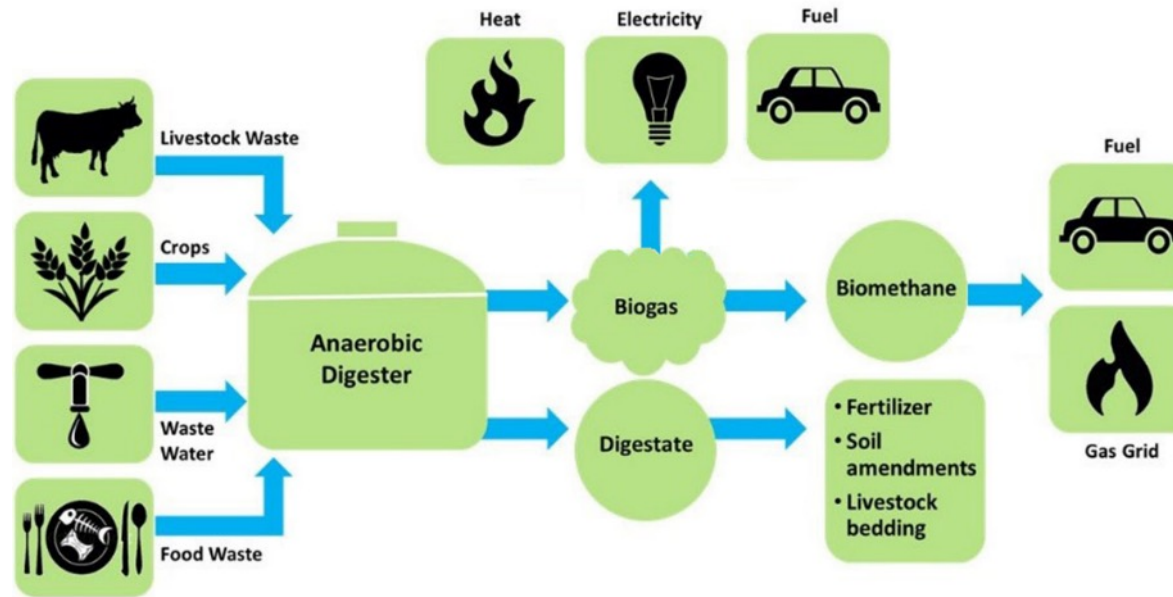 Heat
Electricity
Fuel
Livestock Waste
Crops
Waste
Water
Food Waste
Anaerobic
Digester
Biogas
Digestate
Biomethane
• Fertilizer
• Soil
amendments
• Livestock
bedding
Fuel
Gas Grid